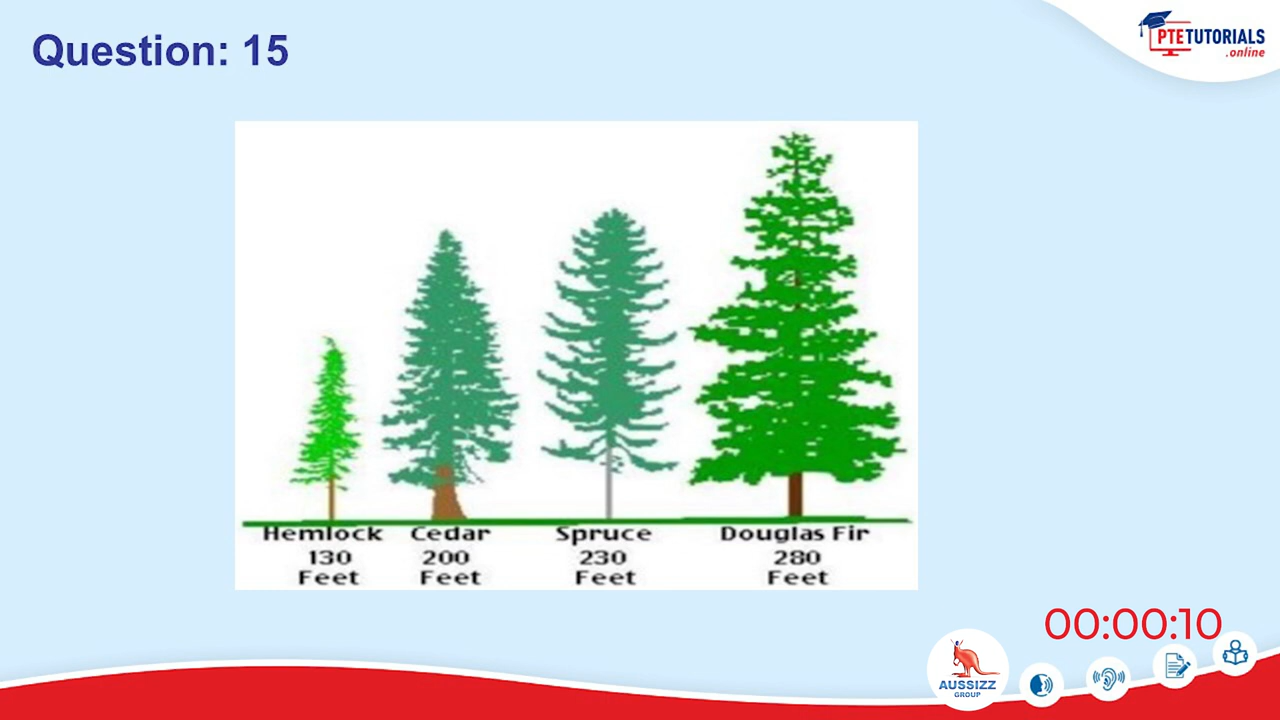 Question: 15
PTETUTORIALS
.online
Hemlock Cedar Spruce Douglas Fir
130 200 230 280
Feet Feet Feet Feet
00:00:10
AUSSIZZ
GROUP